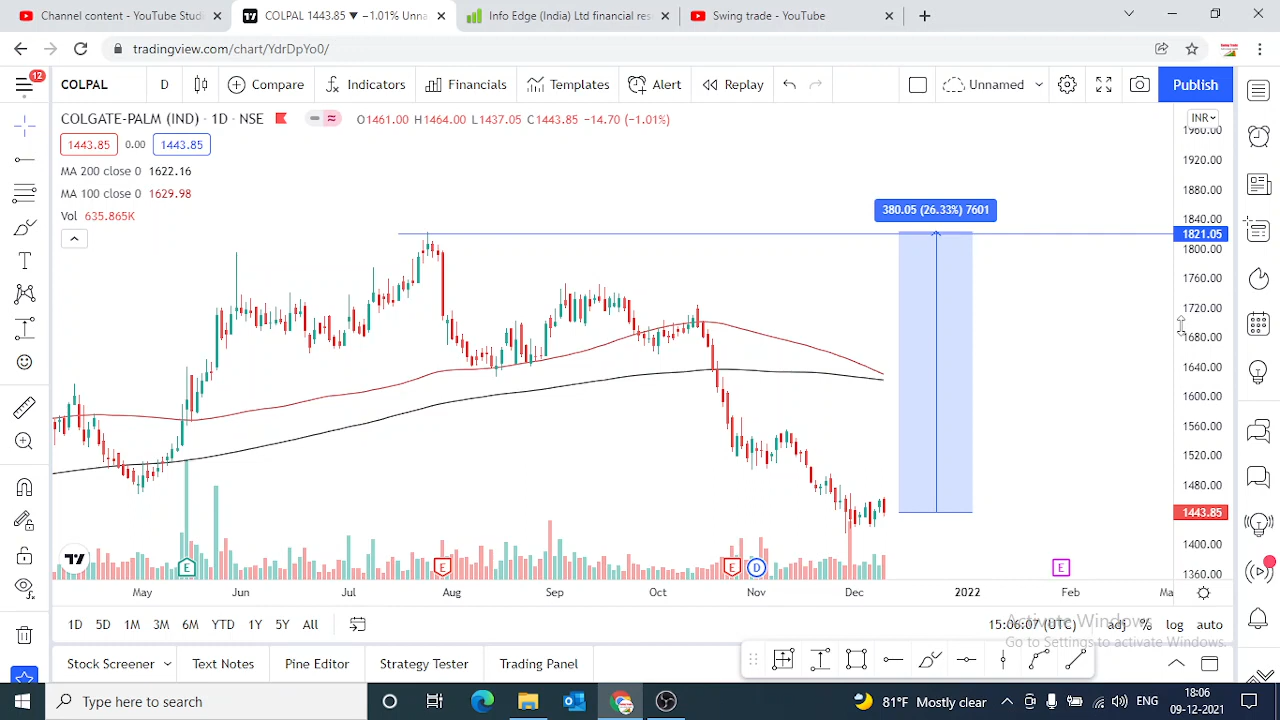 Channel content - YouTube Studi
COLPAL 1443.85 ▼ −1.01% Unna
Info Edge (India) Ltd financial res
Swing trade - YouTube
tradingview.com/chart/YdrDpYo0/
12
COLPAL D Compare Indicators Financials Templates Alert Replay Unnamed Publish
COLGATE-PALM (IND) · 1D · NSE O1461.00 H1464.00 L1437.05 C1443.85 −14.70 (−1.01%)
INR
1443.85 0.00 1443.85
MA 200 close 0 1622.16
MA 100 close 0 1629.98
Vol 635.865K
380.05 (26.33%) 7601
1960.00
1920.00
1880.00
1840.00
1821.05
1800.00
1760.00
1720.00
1680.00
1640.00
1600.00
1560.00
1520.00
1480.00
1443.85
1400.00
1360.00
E E E D E
May Jun Jul Aug Sep Oct Nov Dec 2022 Feb Ma
1D 5D 1M 3M 6M YTD 1Y 5Y All 15:06:07 (UTC) adj % log auto
Activate Windows
Go to Settings to activate Windows.
Stock Screener Text Notes Pine Editor Strategy Tester Trading Panel
Type here to search
81°F Mostly clear
ENG
18:06
09-12-2021